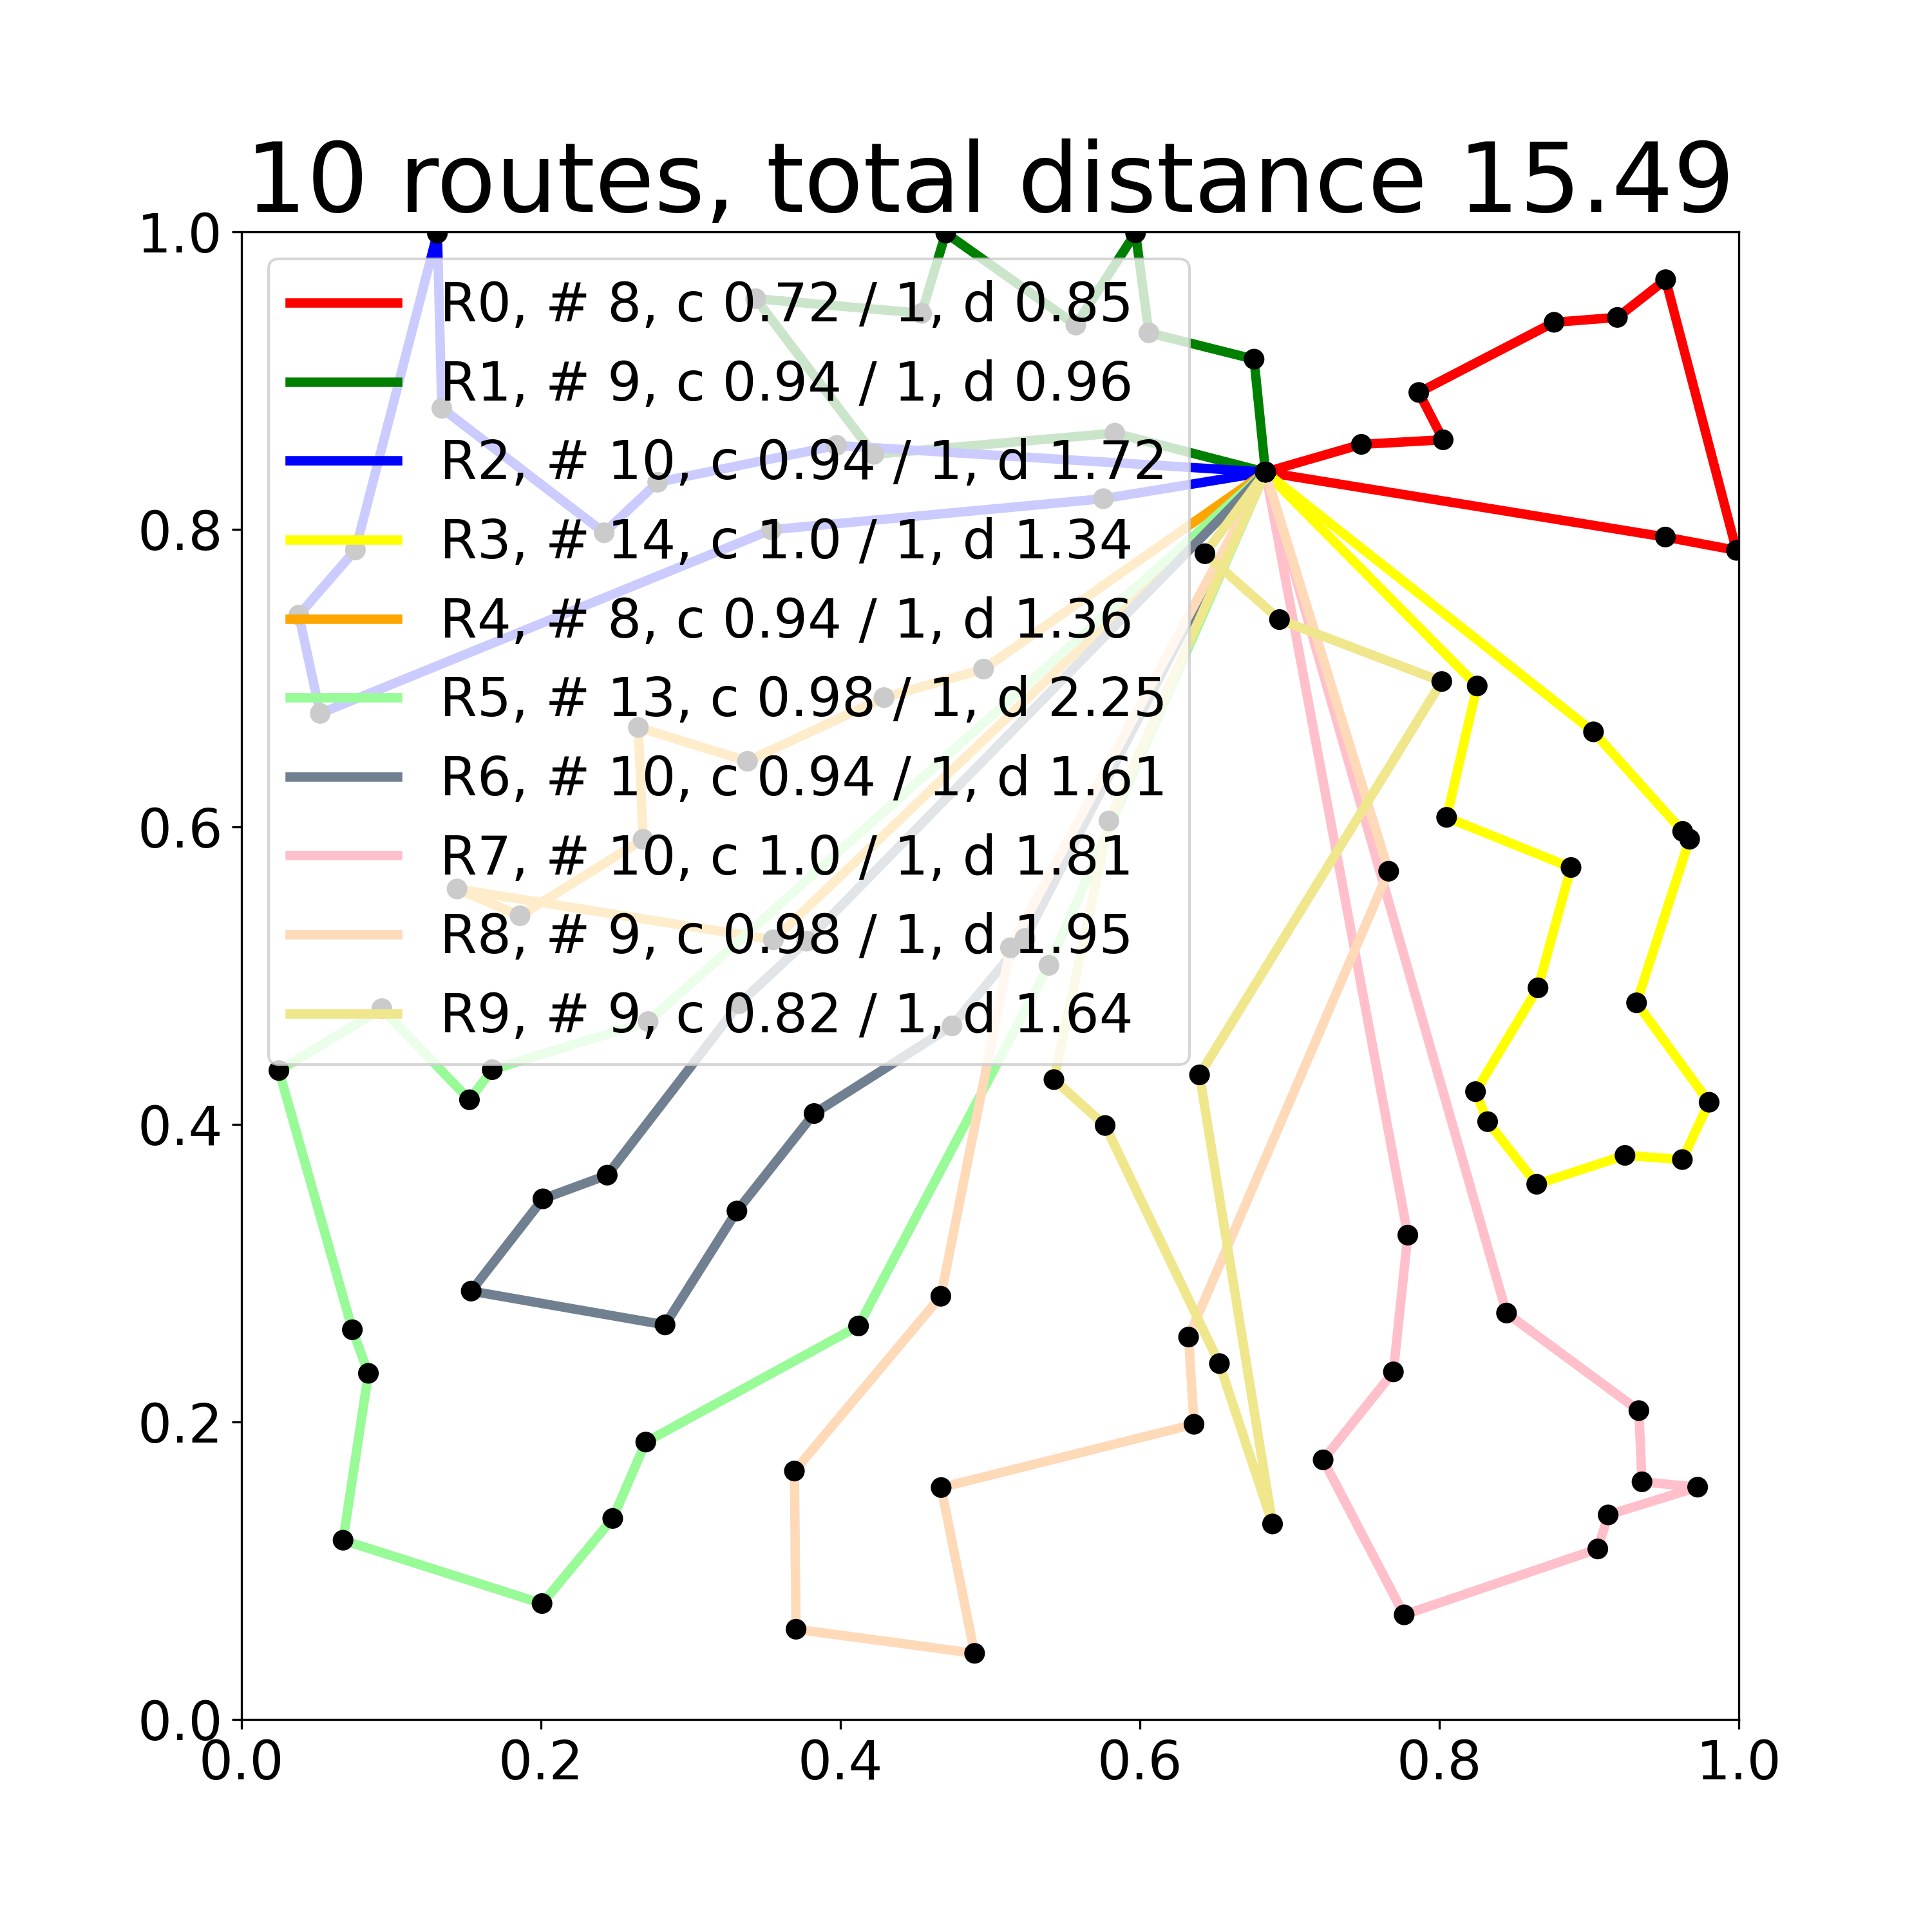 10 routes, total distance 15.49
1.0
0.8
0.6
0.4
0.2
0.0
R0, # 8, c 0.72 / 1, d 0.85
R1, # 9, c 0.94 / 1, d 0.96
R2, # 10, c 0.94 / 1, d 1.72
R3, # 14, c 1.0 / 1, d 1.34
R4, # 8, c 0.94 / 1, d 1.36
R5, # 13, c 0.98 / 1, d 2.25
R6, # 10, c 0.94 / 1, d 1.61
R7, # 10, c 1.0 / 1, d 1.81
R8, # 9, c 0.98 / 1, d 1.95
R9, # 9, c 0.82 / 1, d 1.64
0.0 0.2 0.4 0.6 0.8 1.0